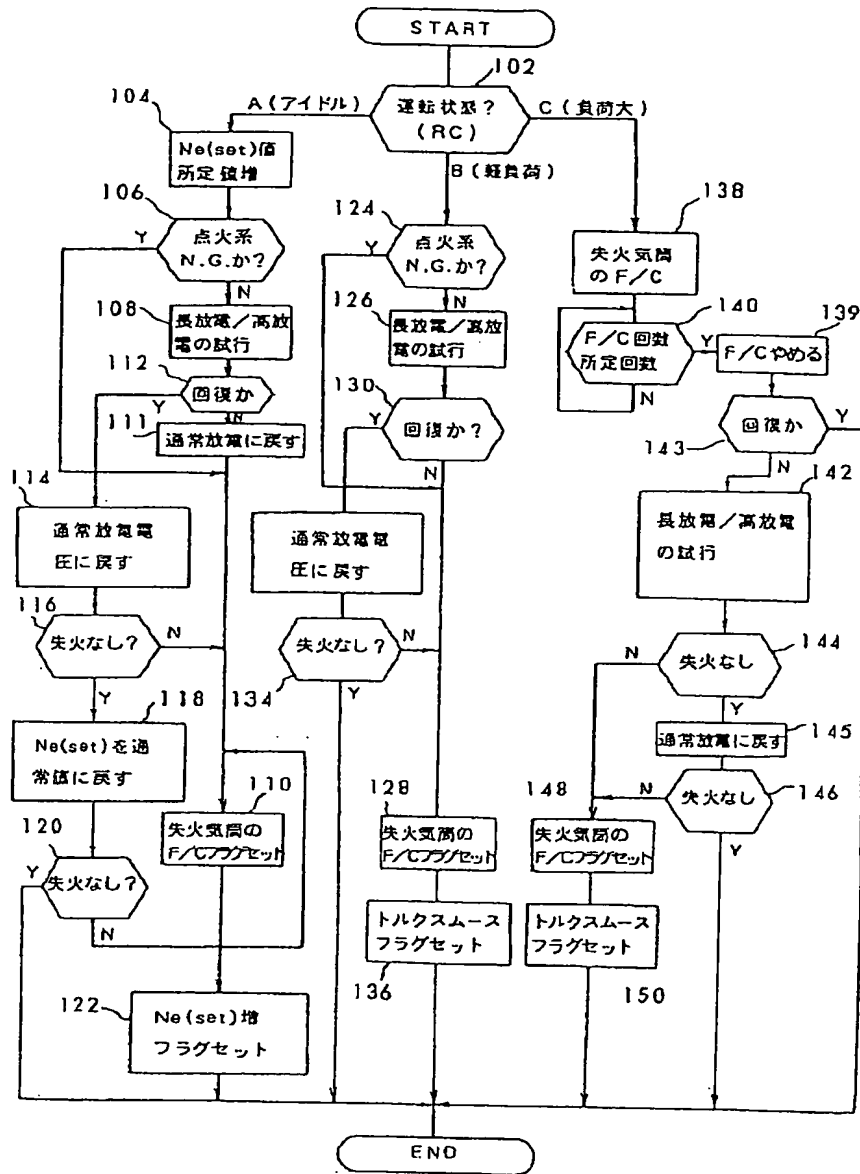 START
102
運転状態?
(RC)
A (アイドル)
B (軽負荷)
C (負荷大)
104
Ne(set)値
所定値増
106
点火系
N.G.か?
Y
N
108
長放電/高放
電の試行
112
回復か
Y
N
111
通常放電に戻す
114
通常放電電
圧に戻す
116
失火なし?
N
Y
118
Ne(set)を通
常値に戻す
120
失火なし?
Y
N
110
失火気筒の
F/Cフラグセット
122
Ne(set)増
フラグセット
124
点火系
N.G.か?
Y
N
126
長放電/高放
電の試行
130
回復か?
Y
N
通常放電電
圧に戻す
134
失火なし?
N
Y
128
失火気筒の
F/Cフラグセット
トルクスムース
フラグセット
136
138
失火気筒
のF/C
140
F/C回数
所定回数
Y
N
139
F/Cやめる
143
回復か
Y
N
142
長放電/高放電
の試行
144
失火なし
N
Y
145
通常放電に戻す
146
失火なし
N
Y
148
失火気筒の
F/Cフラグセット
トルクスムース
フラグセット
150
END